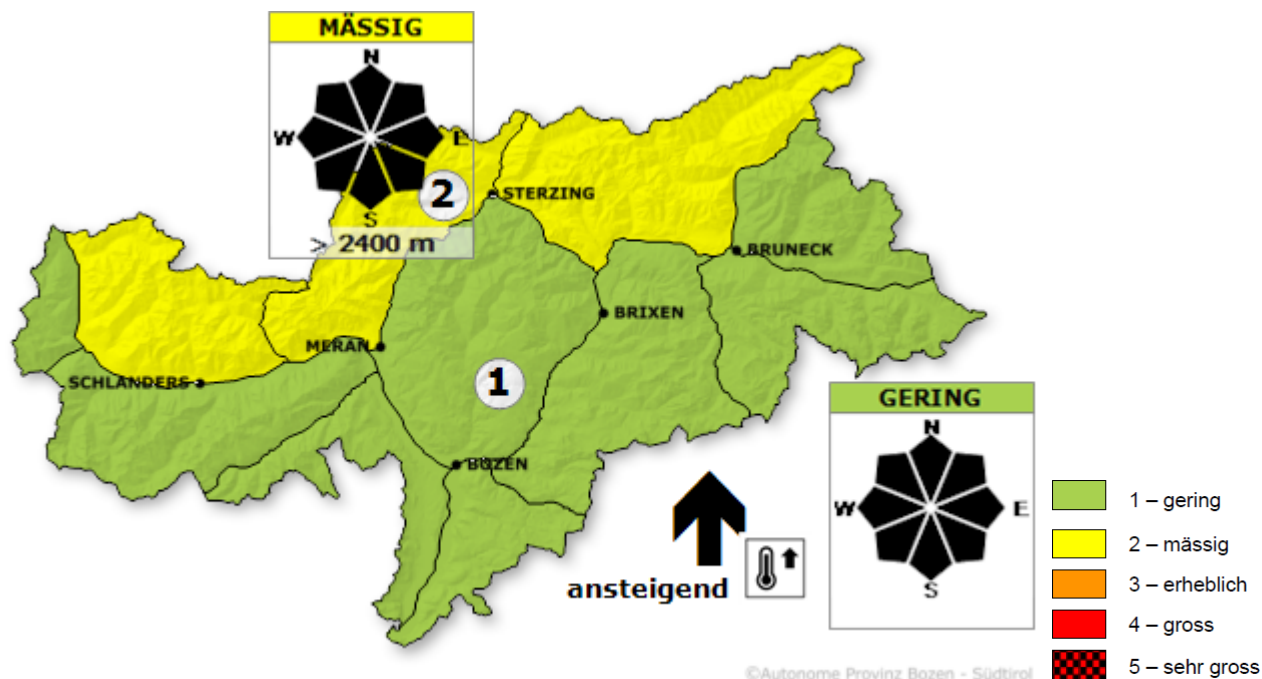 MÄSSIG
N
W E
S
> 2400 m
2
STERZING
BRUNECK
BRIXEN
MERAN
SCHLANDERS
1
BOZEN
ansteigend
GERING
N
W E
S
1 – gering
2 – mässig
3 – erheblich
4 – gross
5 – sehr gross
©Autonome Provinz Bozen - Südtirol